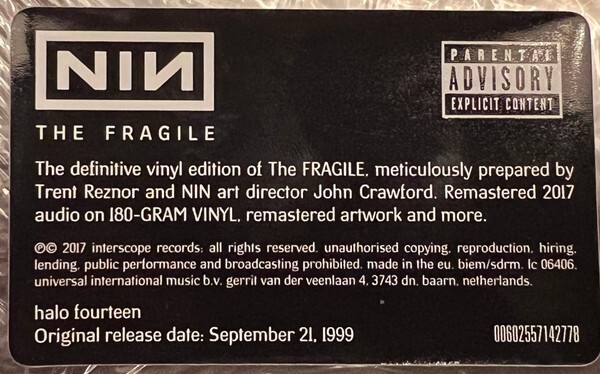 NIN
PARENTAL
ADVISORY
EXPLICIT CONTENT
THE FRAGILE
The definitive vinyl edition of The FRAGILE, meticulously prepared by
Trent Reznor and NIN art director John Crawford. Remastered 2017
audio on 180-GRAM VINYL, remastered artwork and more.
℗© 2017 interscope records: all rights reserved. unauthorised copying, reproduction, hiring,
lending, public performance and broadcasting prohibited. made in the eu. biem/sdrm. lc 06406.
universal international music b.v. gerrit van der veenlaan 4, 3743 dn, baarn, netherlands.
halo fourteen
Original release date: September 21, 1999
00602557142778